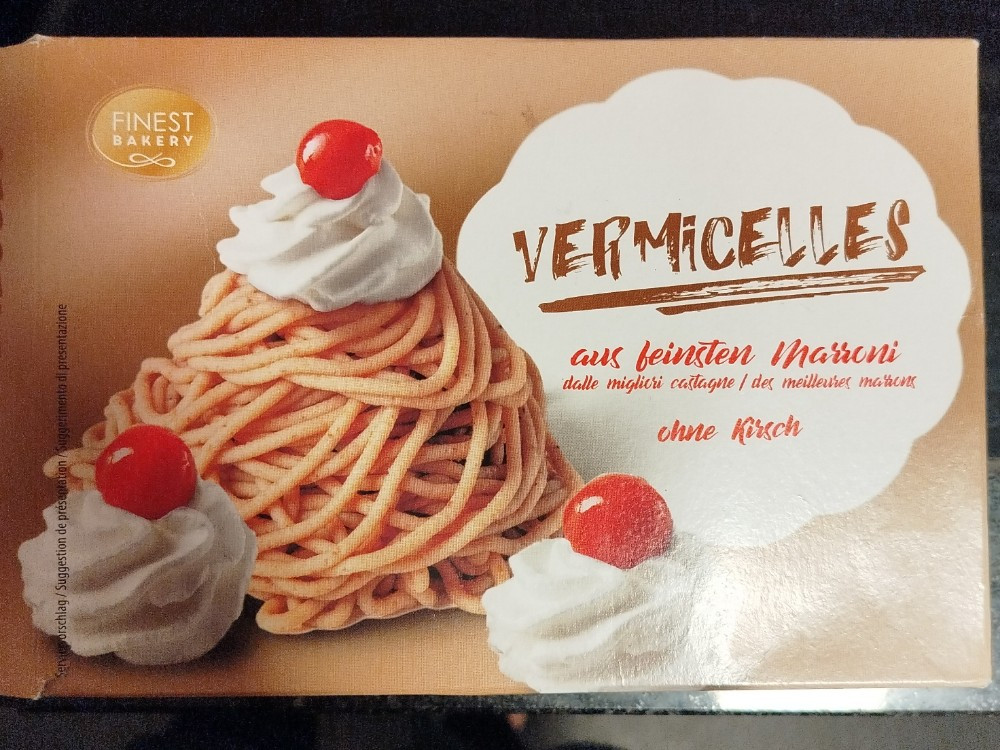 FINEST
BAKERY
VERMiCELLES
aus feinsten Marroni
dalle migliori castagne / des meilleures marrons
ohne Kirsch
Serviervorschlag / Suggestion de présentation / Suggerimento di presentazione